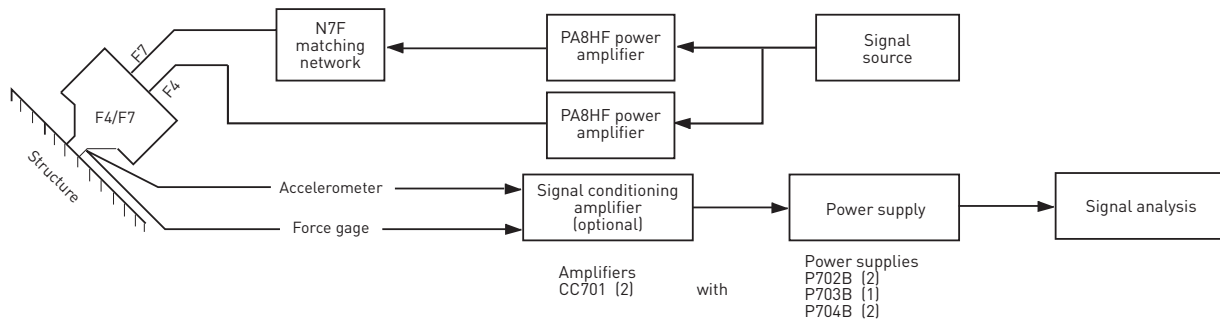 N7F
matching
network
PA8HF power
amplifier
Signal
source
F7
F4
F4/F7
PA8HF power
amplifier
Structure
Accelerometer
Force gage
Signal conditioning
amplifier
(optional)
Power supply
Signal analysis
Amplifiers
CC701 (2) with
Power supplies
P702B (2)
P703B (1)
P704B (2)